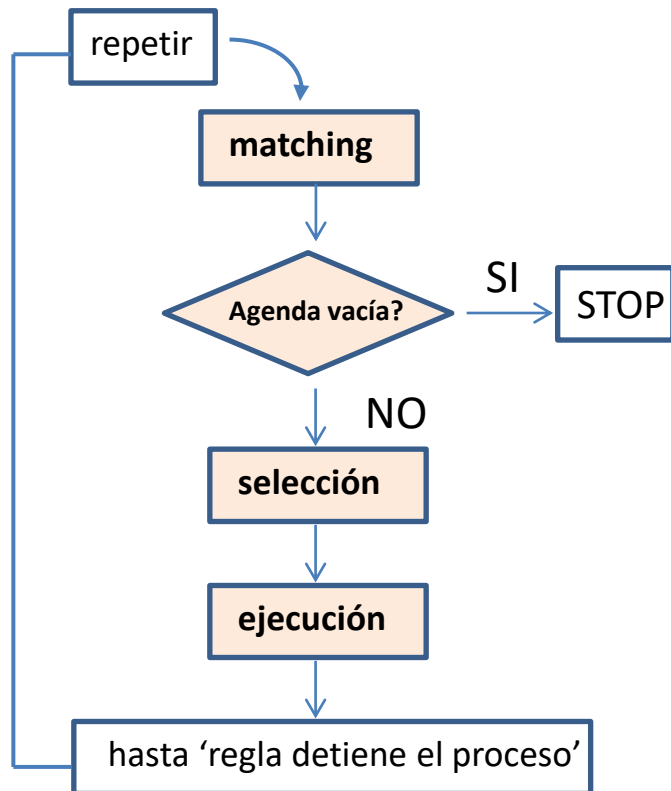 repetir
matching
Agenda vacía?
SI
STOP
NO
selección
ejecución
hasta ‘regla detiene el proceso’